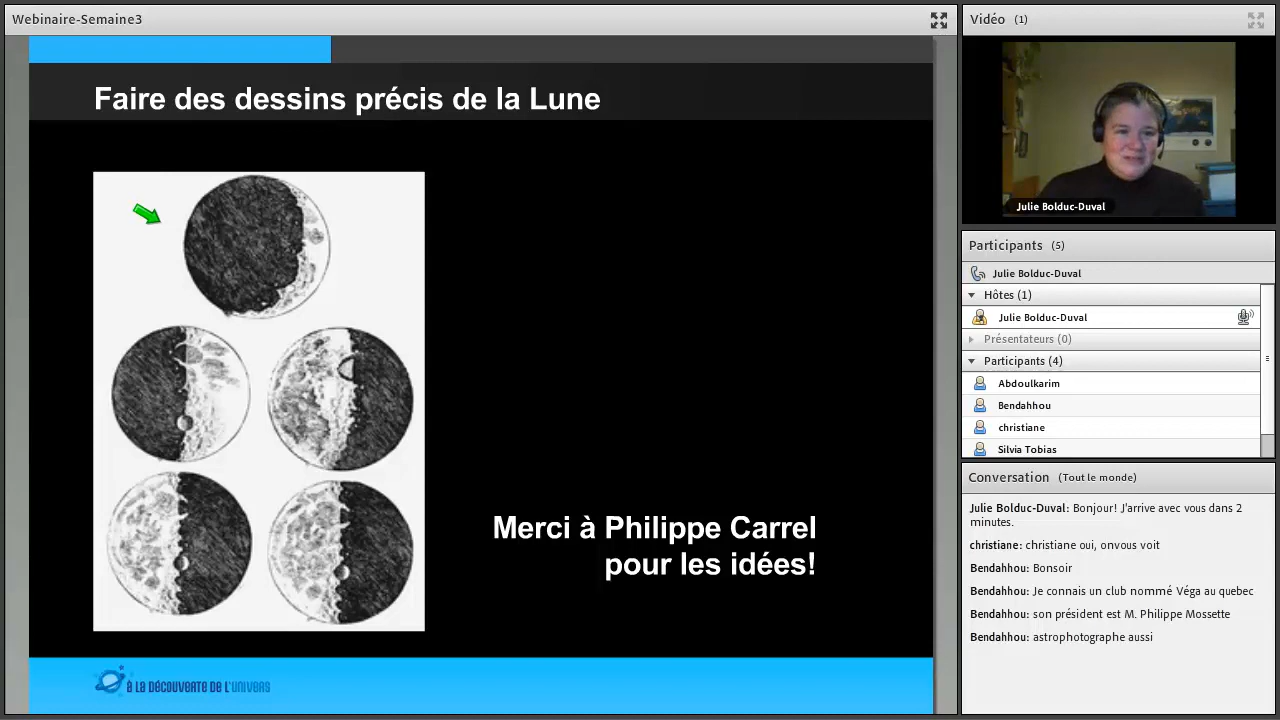 Webinaire-Semaine3
Faire des dessins précis de la Lune
Merci à Philippe Carrel
pour les idées!
À LA DÉCOUVERTE DE L'UNIVERS
Vidéo (1)
Julie Bolduc-Duval
Participants (5)
Julie Bolduc-Duval
Hôtes (1)
Julie Bolduc-Duval
Présentateurs (0)
Participants (4)
Abdoulkarim
Bendahhou
christiane
Silvia Tobias
Conversation (Tout le monde)
Julie Bolduc-Duval: Bonjour! J'arrive avec vous dans 2
minutes.
christiane: christiane oui, onvous voit
Bendahhou: Bonsoir
Bendahhou: Je connais un club nommé Véga au quebec
Bendahhou: son président est M. Philippe Mossette
Bendahhou: astrophotographe aussi